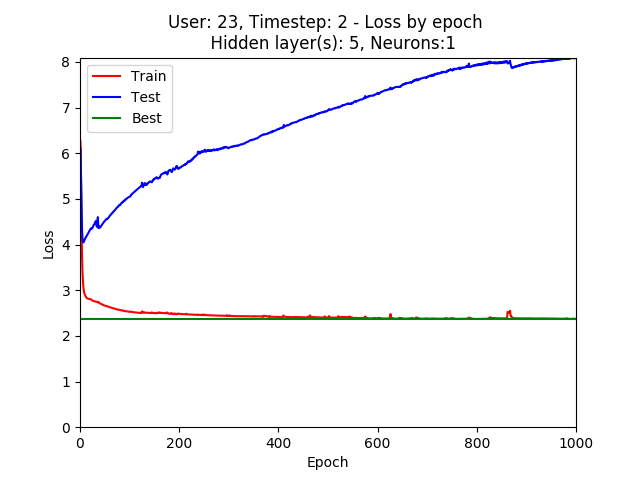 User: 23, Timestep: 2 - Loss by epoch
Hidden layer(s): 5, Neurons:1
8
7
6
5
4
3
2
1
0
Loss
Train
Test
Best
0 200 400 600 800 1000
Epoch